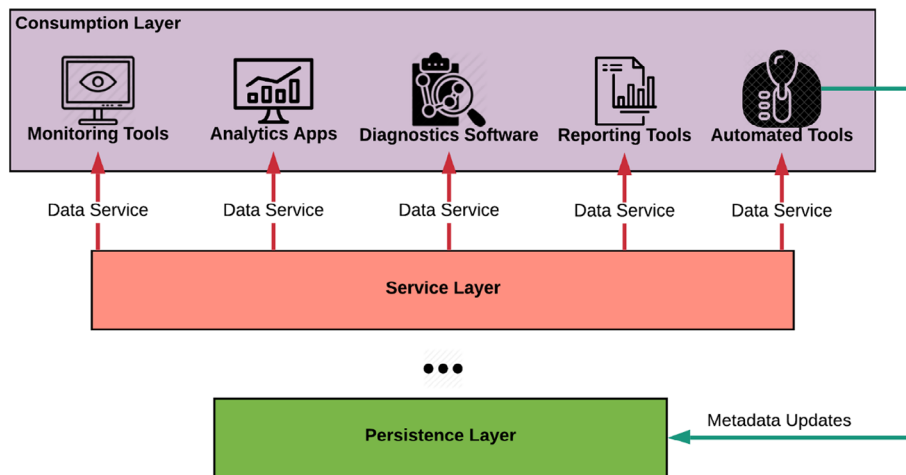 Consumption Layer
Monitoring Tools
Analytics Apps
Diagnostics Software
Reporting Tools
Automated Tools
Data Service
Data Service
Data Service
Data Service
Data Service
Service Layer
Persistence Layer
Metadata Updates